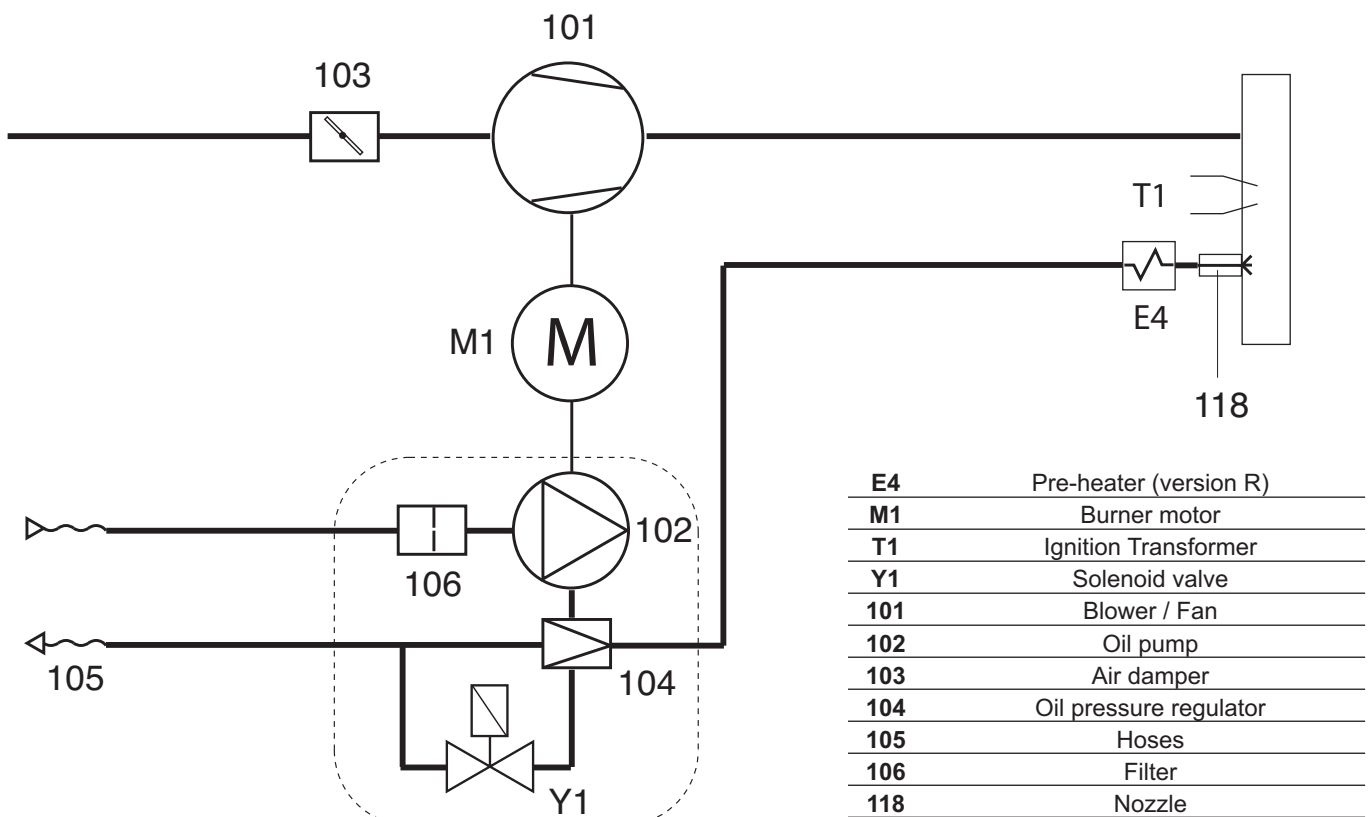 101
103
T1
E4
M1
M
118
102
106
105
104
Y1
E4 Pre-heater (version R)
M1 Burner motor
T1 Ignition Transformer
Y1 Solenoid valve
101 Blower / Fan
102 Oil pump
103 Air damper
104 Oil pressure regulator
105 Hoses
106 Filter
118 Nozzle